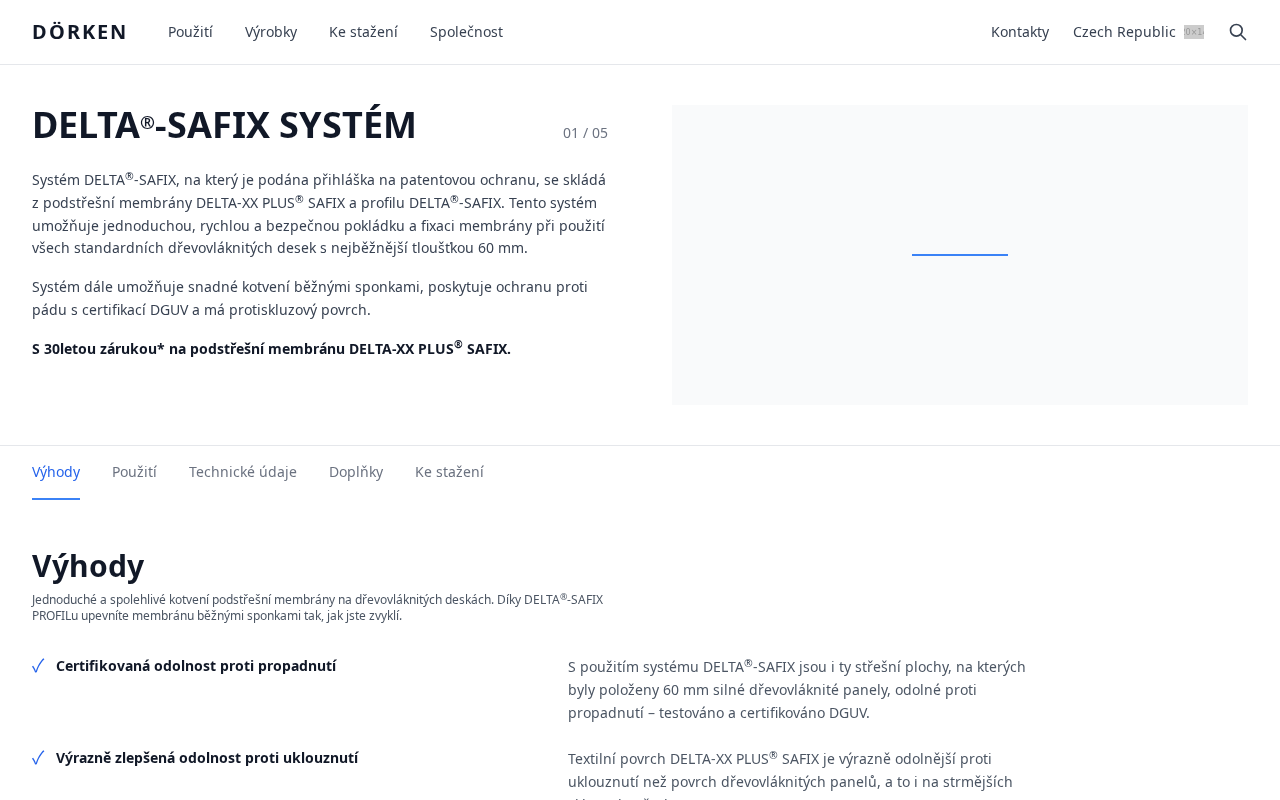 DÖRKEN
Použití
Výrobky
Ke stažení
Společnost
Kontakty
Czech Republic
DELTA®-SAFIX SYSTÉM
01 / 05
Systém DELTA®-SAFIX, na který je podána přihláška na patentovou ochranu, se skládá
z podstřešní membrány DELTA-XX PLUS® SAFIX a profilu DELTA®-SAFIX. Tento systém
umožňuje jednoduchou, rychlou a bezpečnou pokládku a fixaci membrány při použití
všech standardních dřevovláknitých desek s nejběžnější tloušťkou 60 mm.
Systém dále umožňuje snadné kotvení běžnými sponkami, poskytuje ochranu proti
pádu s certifikací DGUV a má protiskluzový povrch.
S 30letou zárukou* na podstřešní membránu DELTA-XX PLUS® SAFIX.
Výhody
Použití
Technické údaje
Doplňky
Ke stažení
Výhody
Jednoduché a spolehlivé kotvení podstřešní membrány na dřevovláknitých deskách. Díky DELTA®-SAFIX
PROFILu upevníte membránu běžnými sponkami tak, jak jste zvyklí.
✓ Certifikovaná odolnost proti propadnutí
S použitím systému DELTA®-SAFIX jsou i ty střešní plochy, na kterých
byly položeny 60 mm silné dřevovláknité panely, odolné proti
propadnutí – testováno a certifikováno DGUV.
✓ Výrazně zlepšená odolnost proti uklouznutí
Textilní povrch DELTA-XX PLUS® SAFIX je výrazně odolnější proti
uklouznutí než povrch dřevovláknitých panelů, a to i na strmějších